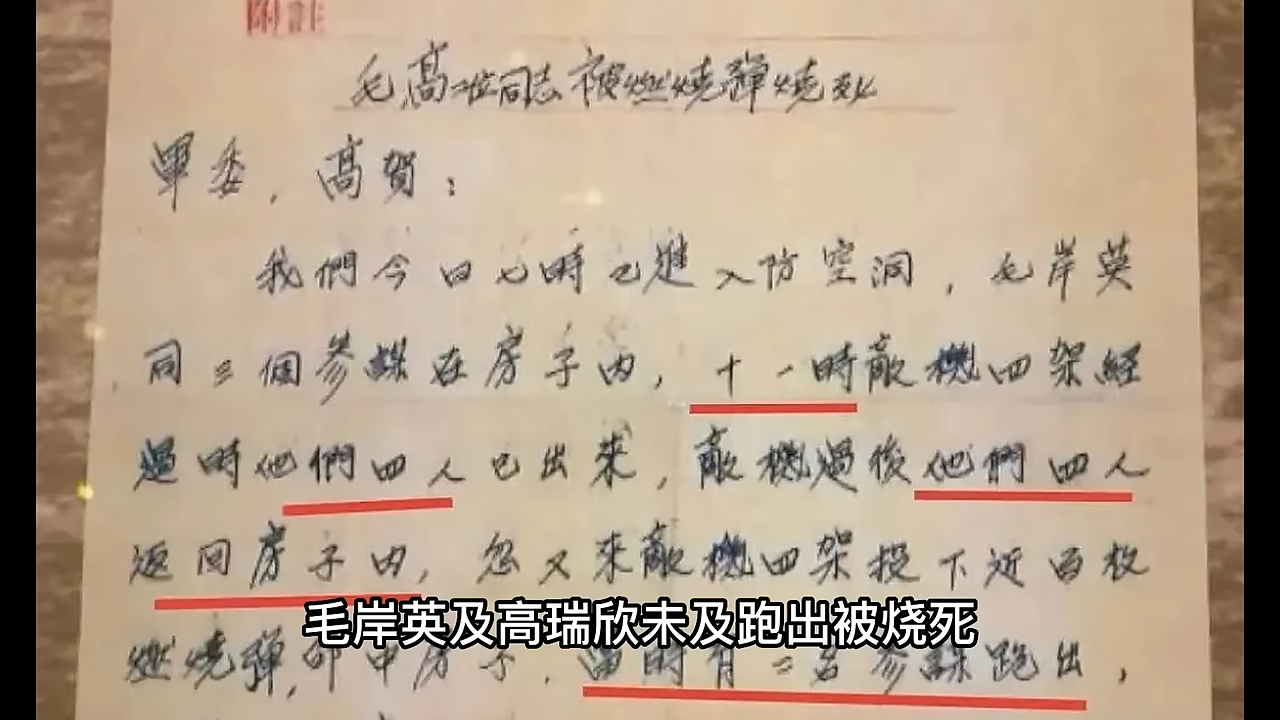 附註
毛高二位同志被燃燒彈燒死
軍委，高賀：
我們今日七時已進入防空洞，毛岸英
同三個參謀在房子內，十一時敵機四架經
過時他們四人已出來，敵機過後他們四人
返回房子內，忽又來敵機四架投下近百枚
燃燒彈，命中房子，當時有二名參謀跑出，
毛岸英及高瑞欣未及跑出被烧死